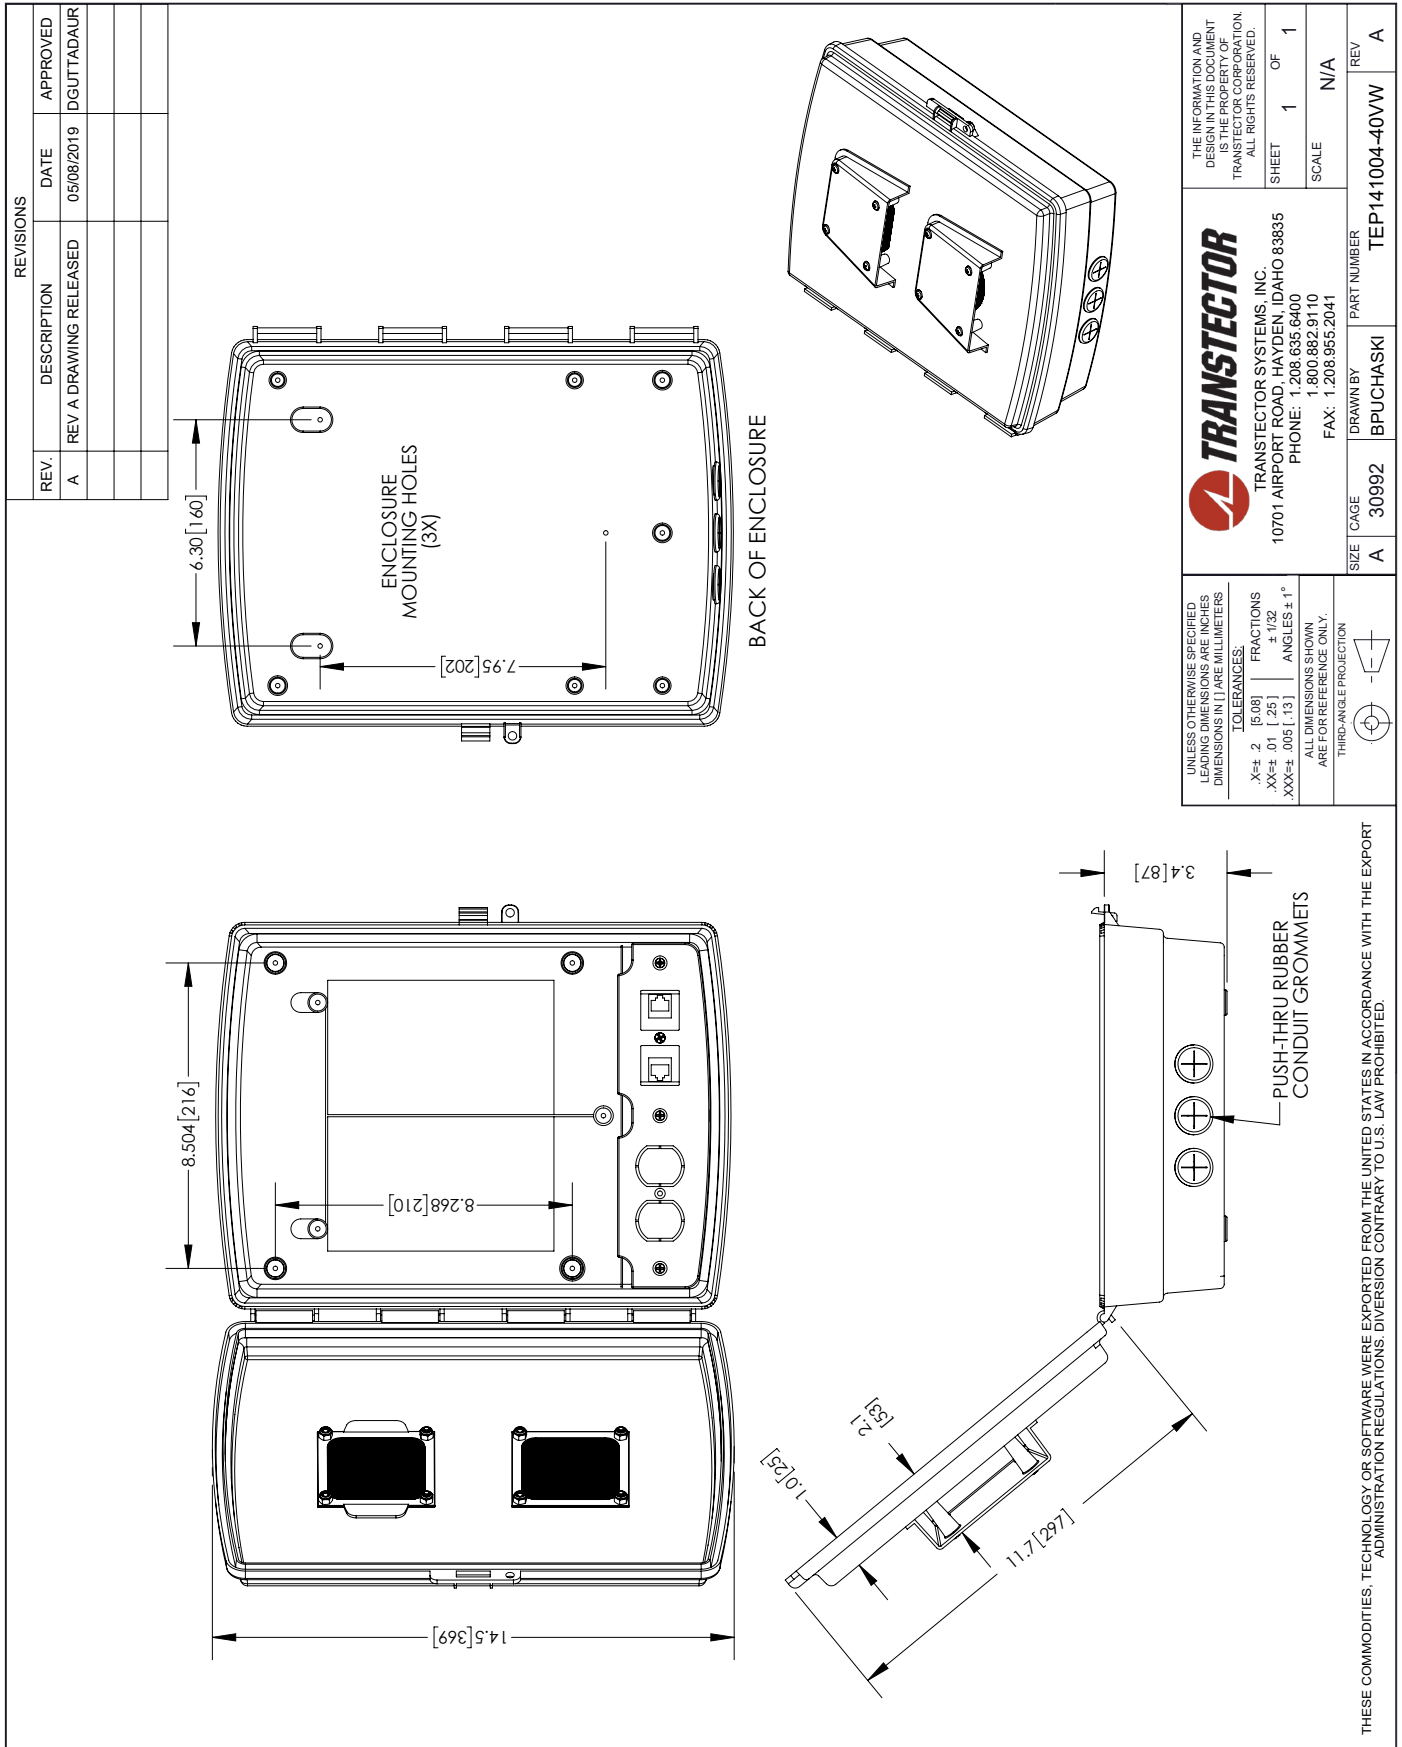 REVISIONS
REV. DESCRIPTION DATE APPROVED
A REV A DRAWING RELEASED 05/08/2019 DGUTTADAUR
8.504 [216]
8.268 [210]
14.5 [369]
6.30 [160]
ENCLOSURE
MOUNTING HOLES
(3X)
7.95 [202]
BACK OF ENCLOSURE
1.0 [25]
2.1
[53]
11.7 [297]
3.4 [87]
PUSH-THRU RUBBER
CONDUIT GROMMETS
UNLESS OTHERWISE SPECIFIED
LEADING DIMENSIONS ARE INCHES
DIMENSIONS IN [ ] ARE MILLIMETERS
TOLERANCES:
.X=± .2 [5.08] FRACTIONS
.XX=± .01 [.25] ± 1/32
.XXX=± .005 [.13] ANGLES ± 1°
ALL DIMENSIONS SHOWN
ARE FOR REFERENCE ONLY.
THIRD-ANGLE PROJECTION
TRANSTECTOR
TRANSTECTOR SYSTEMS, INC.
10701 AIRPORT ROAD, HAYDEN, IDAHO 83835
PHONE: 1.208.635.6400
1.800.882.9110
FAX: 1.208.955.2041
THE INFORMATION AND
DESIGN IN THIS DOCUMENT
IS THE PROPERTY OF
TRANSTECTOR CORPORATION.
ALL RIGHTS RESERVED.
SHEET 1 OF 1
SCALE N/A
SIZE CAGE DRAWN BY PART NUMBER REV
A 30992 BPUCHASKI TEP141004-40VW A
THESE COMMODITIES, TECHNOLOGY OR SOFTWARE WERE EXPORTED FROM THE UNITED STATES IN ACCORDANCE WITH THE EXPORT
ADMINISTRATION REGULATIONS. DIVERSION CONTRARY TO U.S. LAW PROHIBITED.